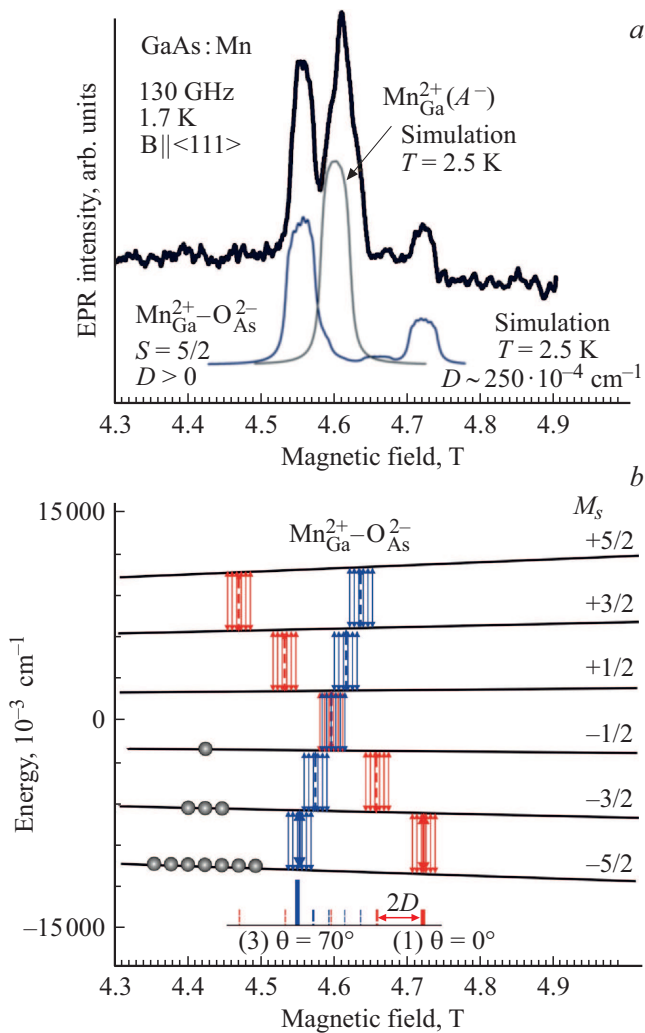 a
GaAs : Mn
130 GHz
1.7 K
B || <111>
Mn²⁺Ga(A⁻)
Simulation
T = 2.5 K
EPR intensity, arb. units
Mn²⁺Ga–O²⁻As
S = 5/2
D > 0
Simulation
T = 2.5 K
D ~ 250 · 10⁻⁴ cm⁻¹
4.3 4.4 4.5 4.6 4.7 4.8 4.9
Magnetic field, T
b
15000
Mn²⁺Ga–O²⁻As
Mₛ
+5/2
+3/2
+1/2
0
–1/2
–3/2
–5/2
Energy, 10⁻³ cm⁻¹
2D
–15000
(3) θ = 70°
(1) θ = 0°
4.3 4.4 4.5 4.6 4.7 4.8 4.9
Magnetic field, T